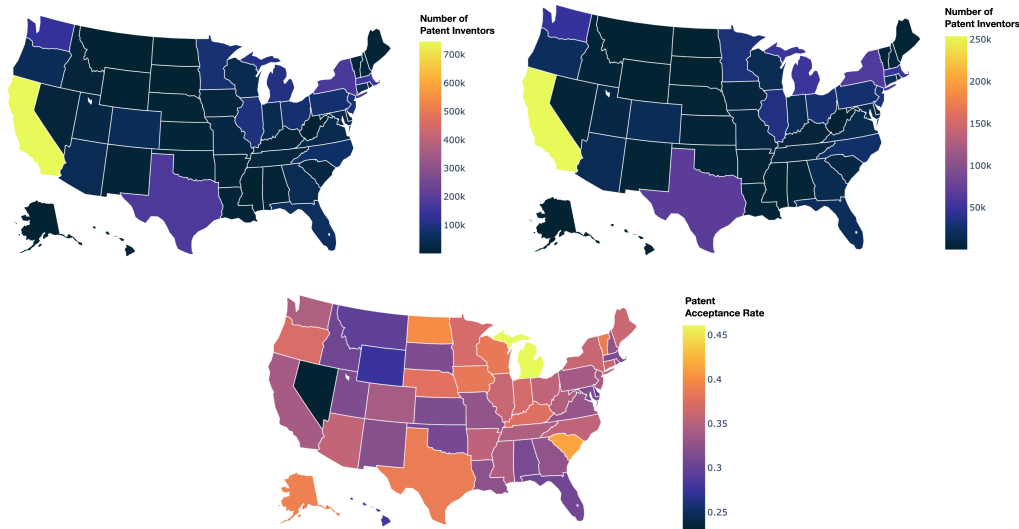 Number of
Patent Inventors
700k
600k
500k
400k
300k
200k
100k
Number of
Patent Inventors
250k
200k
150k
100k
50k
Patent
Acceptance Rate
0.45
0.4
0.35
0.3
0.25